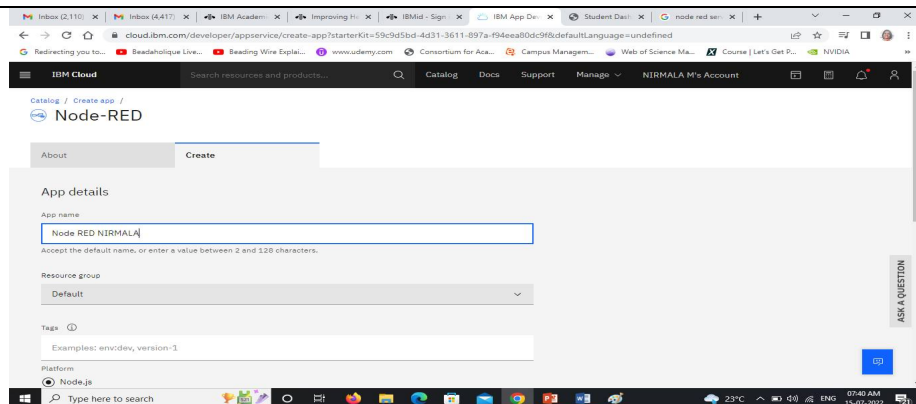 Inbox (2,110) Inbox (4,417) IBM Academi Improving Ha IBMid - Sign IBM App Dev Student Dash node red serv
cloud.ibm.com/developer/appservice/create-app?starterKit=59c9d5bd-4d31-3611-897a-f94eea80dc9f&defaultLanguage=undefined
Redirecting you to... Beadaholique Live... Beading Wire Explai... www.udemy.com Consortium for Aca... Campus Managem... Web of Science Ma... Course | Let's Get P... NVIDIA
IBM Cloud Search resources and products... Catalog Docs Support Manage NIRMALA M's Account
Catalog / Create app /
Node-RED
About Create
App details
App name
Node RED NIRMALA
Accept the default name, or enter a value between 2 and 128 characters.
Resource group
Default
Tags
Examples: env:dev, version-1
Platform
Node.js
ASK A QUESTION
Type here to search 23°C ENG 07:40 AM
15-07-2022